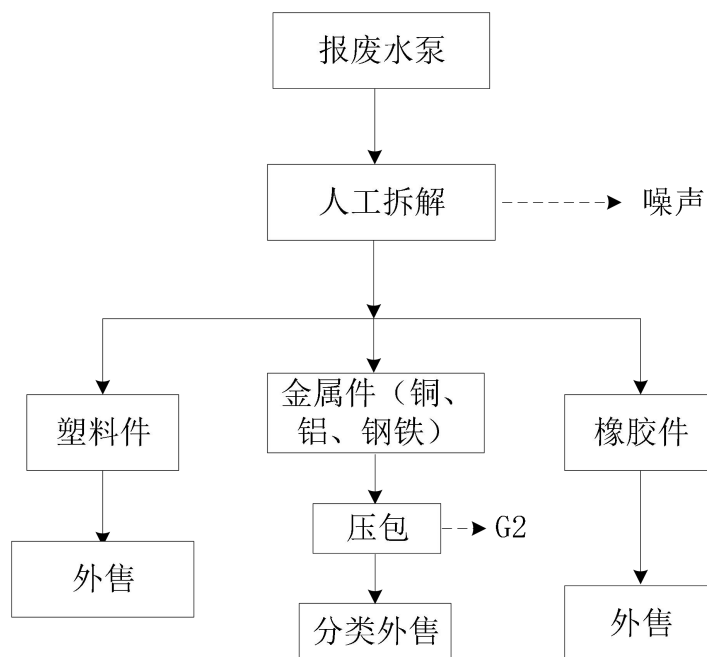 报废水泵
人工拆解
噪声
金属件（铜、
铝、钢铁）
塑料件
橡胶件
压包
G2
外售
分类外售
外售